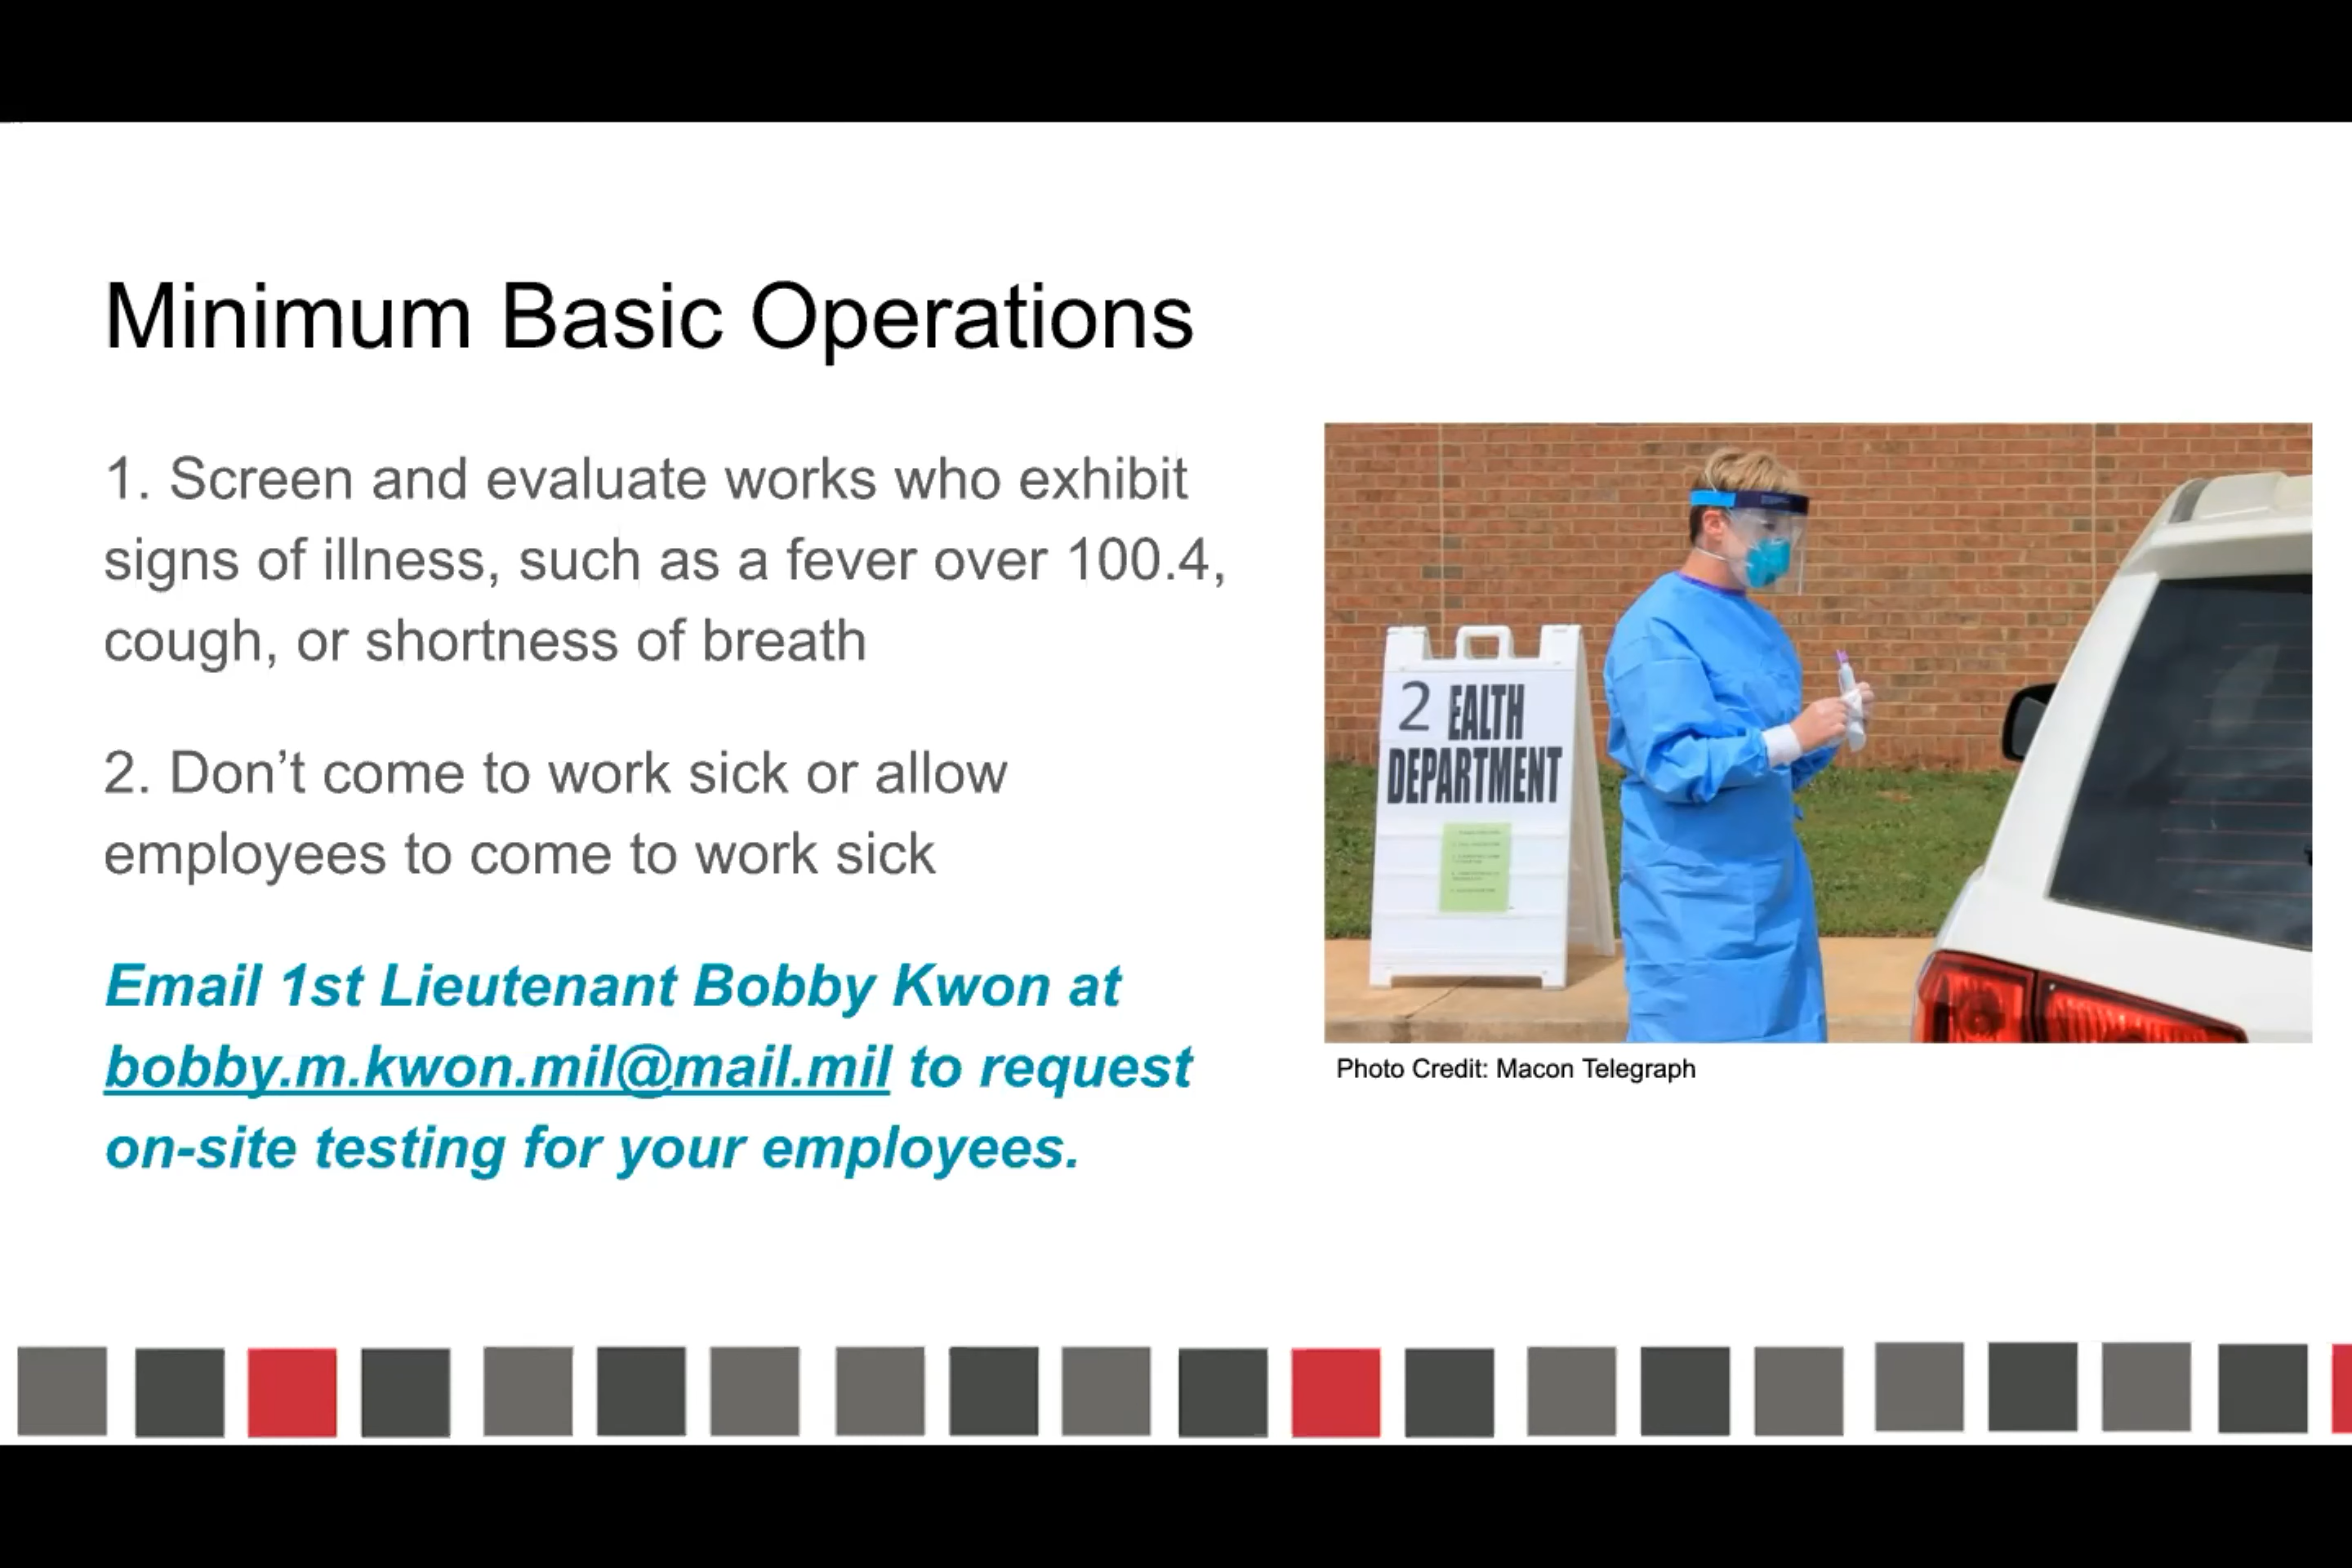 Minimum Basic Operations
1. Screen and evaluate works who exhibit
signs of illness, such as a fever over 100.4,
cough, or shortness of breath
2. Don’t come to work sick or allow
employees to come to work sick
Email 1st Lieutenant Bobby Kwon at
bobby.m.kwon.mil@mail.mil to request
on-site testing for your employees.
2 EALTH
DEPARTMENT
Photo Credit: Macon Telegraph